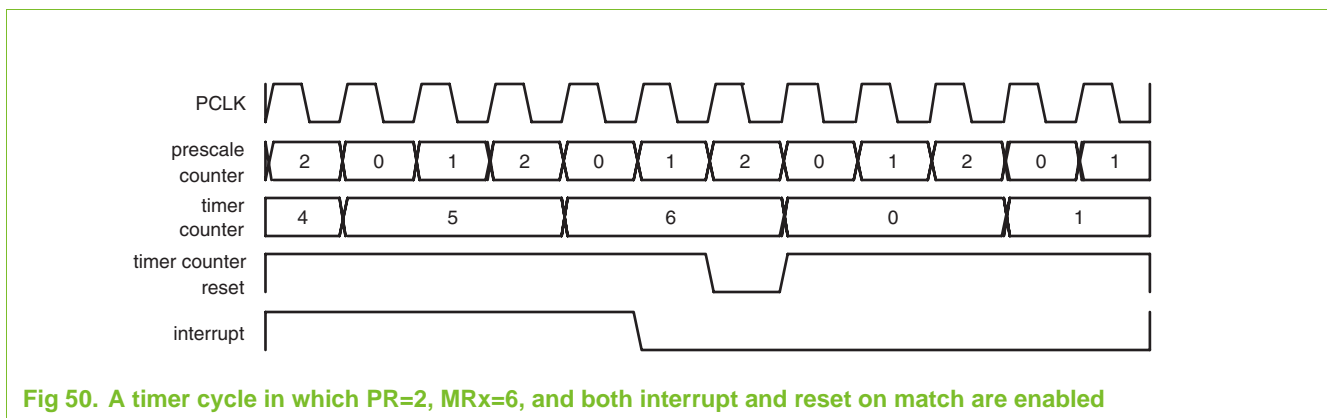 PCLK
prescale
counter
2 0 1 2 0 1 2 0 1 2 0 1
timer
counter
4 5 6 0 1
timer counter
reset
interrupt
Fig 50. A timer cycle in which PR=2, MRx=6, and both interrupt and reset on match are enabled